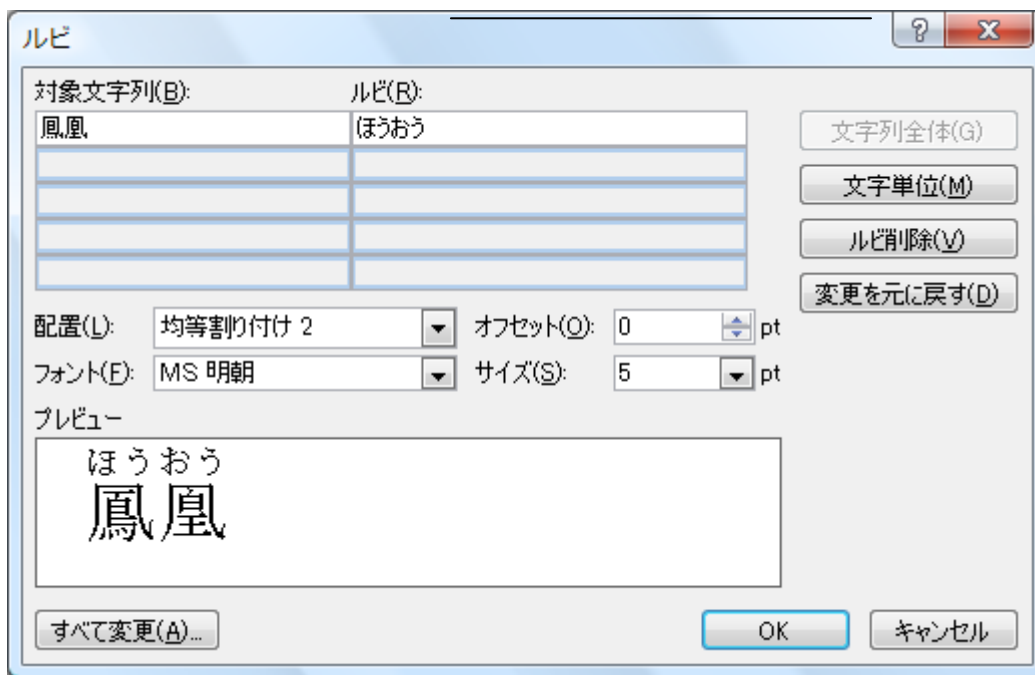 ルビ
対象文字列(B): ルビ(R):
鳳凰 ほうおう
文字列全体(G)
文字単位(M)
ルビ削除(V)
変更を元に戻す(D)
配置(L): 均等割り付け 2 オフセット(O): 0 pt
フォント(F): MS 明朝 サイズ(S): 5 pt
プレビュー
ほうおう
鳳凰
すべて変更(A)... OK キャンセル